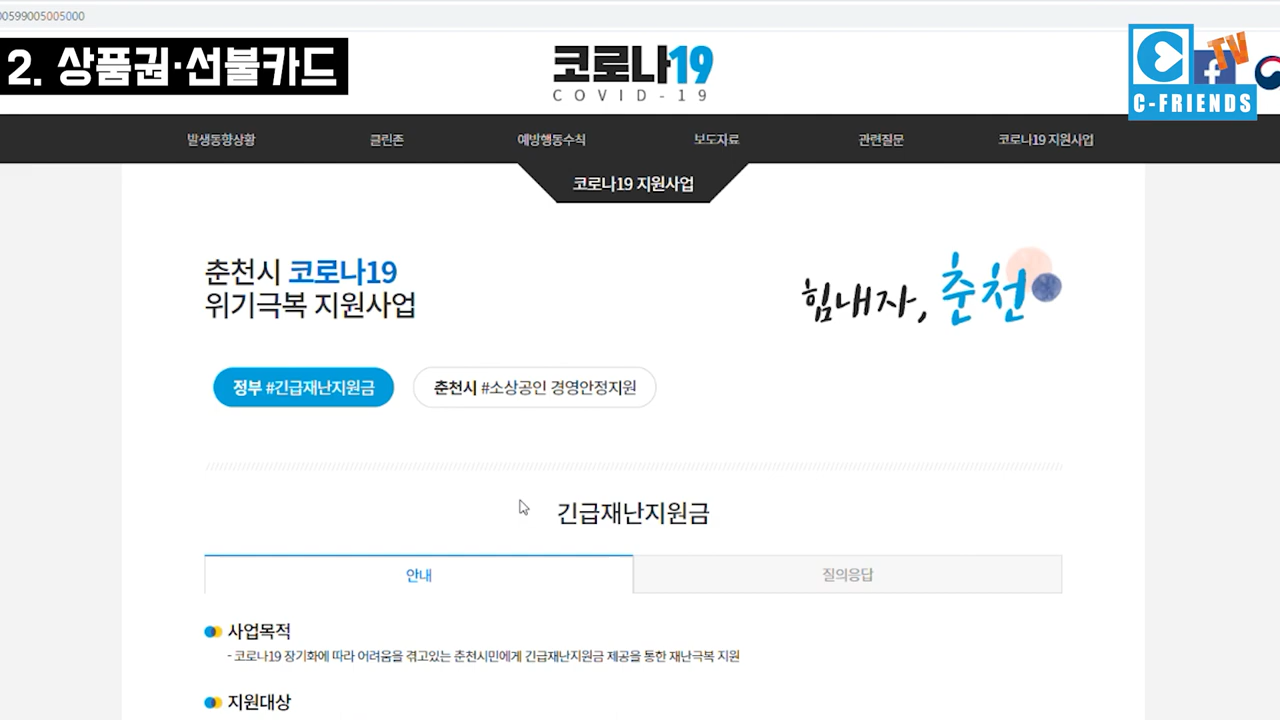 00599005005000
2. 상품권·선불카드
코로나19
COVID-19
TV
f
C-FRIENDS
발생동향상황 클린존 예방행동수칙 보도자료 관련질문 코로나19 지원사업
코로나19 지원사업
춘천시 코로나19
위기극복 지원사업
힘내자, 춘천
정부 #긴급재난지원금 춘천시 #소상공인 경영안정지원
긴급재난지원금
안내 질의응답
사업목적
- 코로나19 장기화에 따라 어려움을 겪고있는 춘천시민에게 긴급재난지원금 제공을 통한 재난극복 지원
지원대상